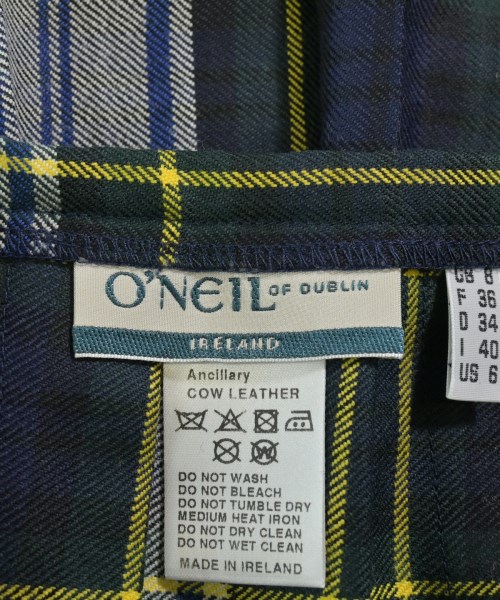 O'NEIL OF DUBLIN
IRELAND
Ancillary
COW LEATHER
DO NOT WASH
DO NOT BLEACH
DO NOT TUMBLE DRY
MEDIUM HEAT IRON
DO NOT DRY CLEAN
DO NOT WET CLEAN
MADE IN IRELAND
GB 8
F 36
D 34
I 40
US 6